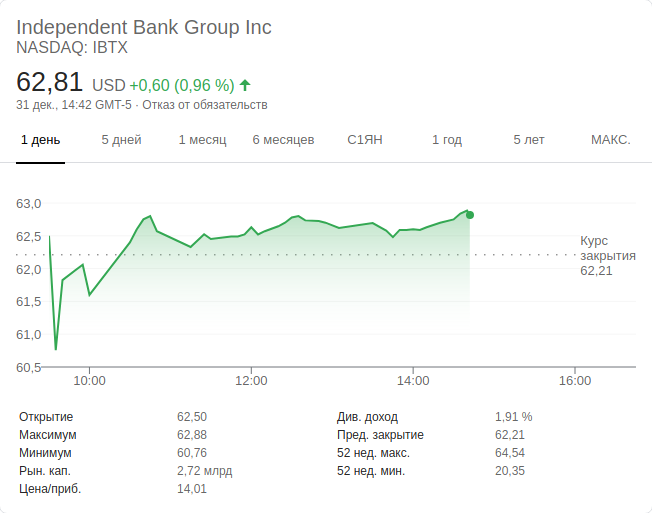 Independent Bank Group Inc
NASDAQ: IBTX
62,81 USD +0,60 (0,96 %)
31 дек., 14:42 GMT-5 · Отказ от обязательств
1 день 5 дней 1 месяц 6 месяцев С1ЯН 1 год 5 лет МАКС.
63,0
62,5
62,0
61,5
61,0
60,5
Курс
закрытия
62,21
10:00 12:00 14:00 16:00
Открытие 62,50
Максимум 62,88
Минимум 60,76
Рын. кап. 2,72 млрд
Цена/приб. 14,01
Див. доход 1,91 %
Пред. закрытие 62,21
52 нед. макс. 64,54
52 нед. мин. 20,35